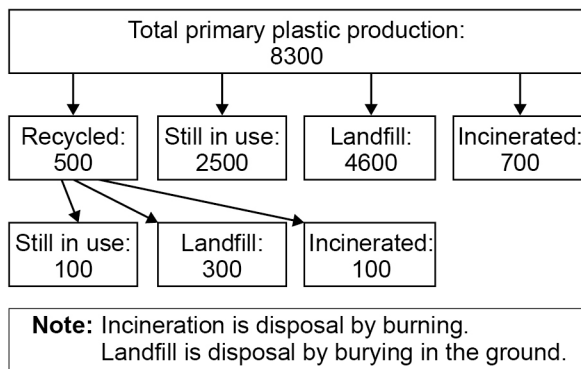 Total primary plastic production:
8300
Recycled:
500
Still in use:
2500
Landfill:
4600
Incinerated:
700
Still in use:
100
Landfill:
300
Incinerated:
100
Note: Incineration is disposal by burning.
Landfill is disposal by burying in the ground.